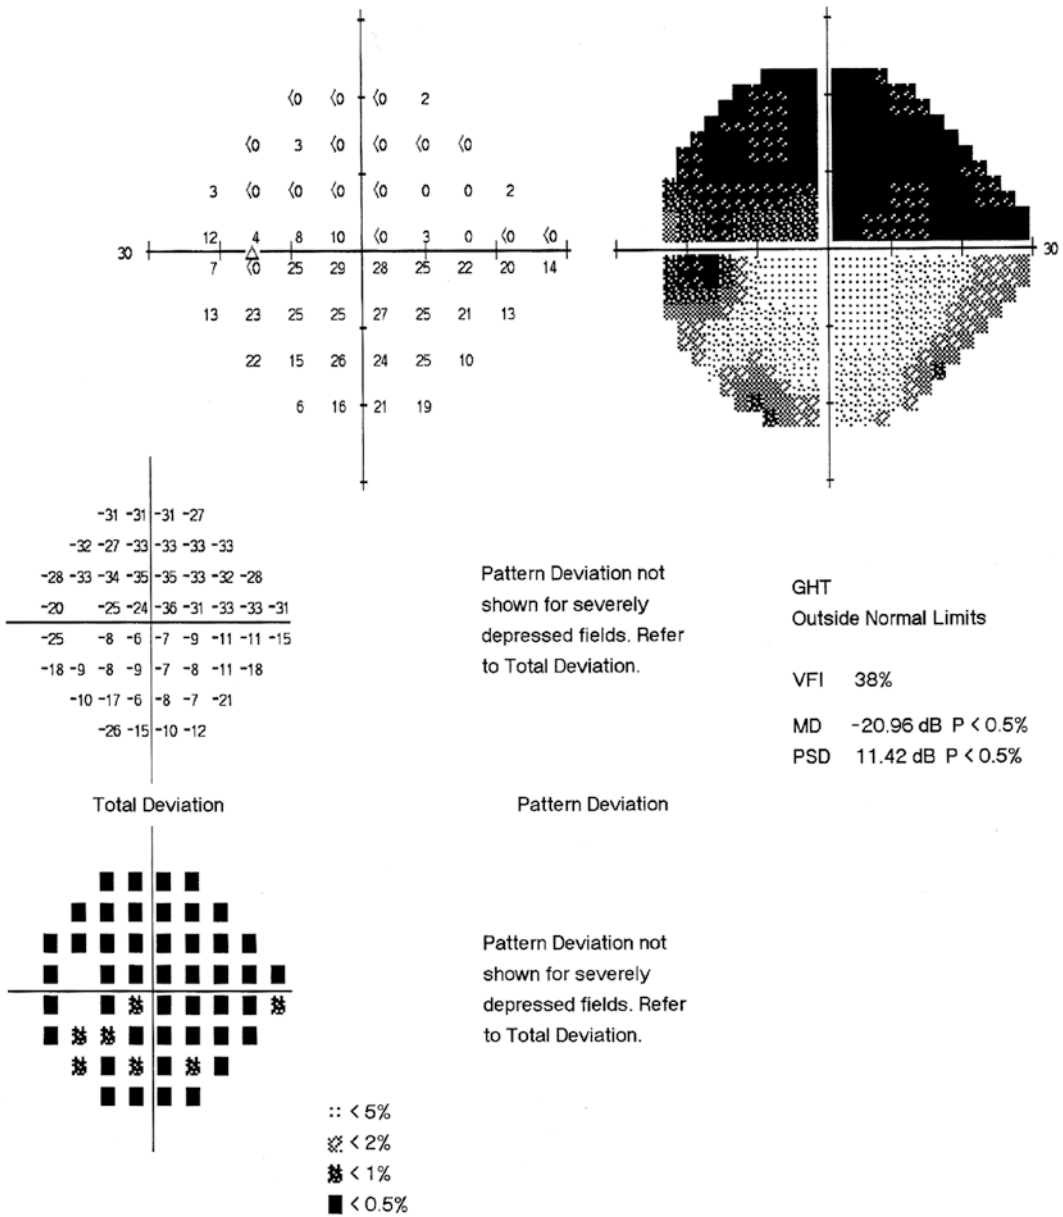 <0 <0 <0 2
<0 3 <0 <0 <0 <0
3 <0 <0 <0 <0 0 0 2
12 4 8 10 <0 3 0 <0 <0
30 30
7 <0 25 29 28 25 22 20 14
13 23 25 25 27 25 21 13
22 15 26 24 25 10
6 16 21 19
-31 -31 -31 -27
-32 -27 -33 -33 -33 -33
-28 -33 -34 -35 -35 -33 -32 -28
-20 -25 -24 -36 -31 -33 -33 -31
-25 -8 -6 -7 -9 -11 -11 -15
-18 -9 -8 -9 -7 -8 -11 -18
-10 -17 -6 -8 -7 -21
-26 -15 -10 -12
Total Deviation
Pattern Deviation not
shown for severely
depressed fields. Refer
to Total Deviation.
Pattern Deviation
GHT
Outside Normal Limits
VFI 38%
MD -20.96 dB P < 0.5%
PSD 11.42 dB P < 0.5%
Pattern Deviation not
shown for severely
depressed fields. Refer
to Total Deviation.
< 5%
< 2%
< 1%
< 0.5%